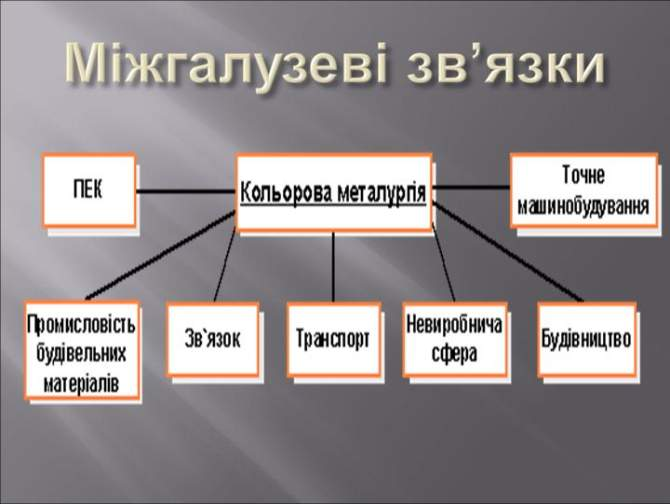 Міжгалузеві зв’язки
ПЕК
Кольорова металургія
Точне
машинобудування
Промисловість
будівельних
матеріалів
Зв`язок
Транспорт
Невиробнича
сфера
Будівництво